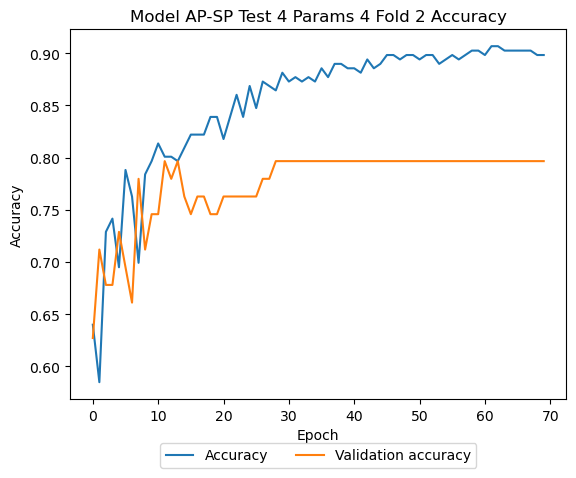 Model AP-SP Test 4 Params 4 Fold 2 Accuracy
0.90
0.85
0.80
0.75
0.70
0.65
0.60
Accuracy
0 10 20 30 40 50 60 70
Epoch
Accuracy Validation accuracy